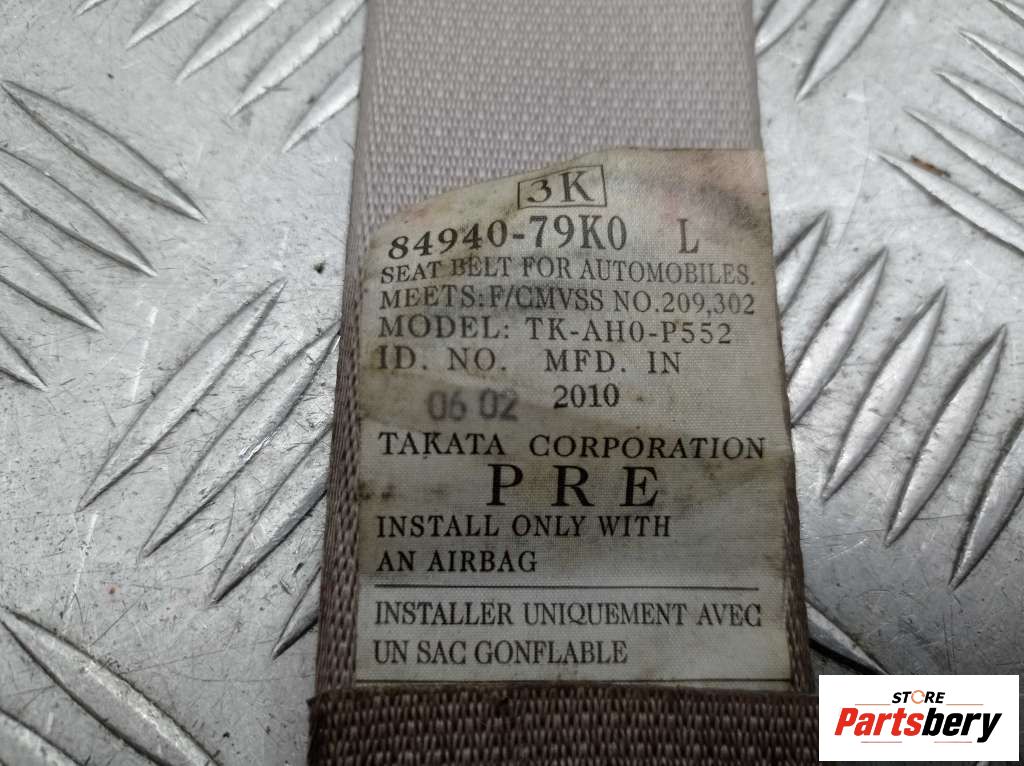 3K
84940-79K0 L
SEAT BELT FOR AUTOMOBILES.
MEETS:F/CMVSS NO.209,302
MODEL: TK-AH0-P552
ID. NO. MFD. IN
06 02 2010
TAKATA CORPORATION
PRE
INSTALL ONLY WITH
AN AIRBAG
INSTALLER UNIQUEMENT AVEC
UN SAC GONFLABLE
STORE
Partsbery